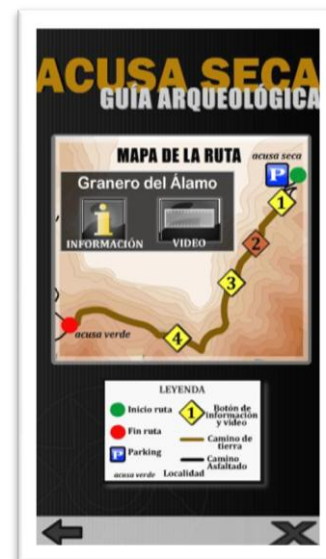 ACUSA SECA
GUÍA ARQUEOLÓGICA
MAPA DE LA RUTA
acusa seca
P
1
Granero del Álamo
i
INFORMACIÓN
VIDEO
2
3
4
acusa verde
LEYENDA
Inicio ruta
1
Botón de
información
y video
Fin ruta
Camino de
tierra
P
Parking
Camino
Asfaltado
acusa verde
Localidad